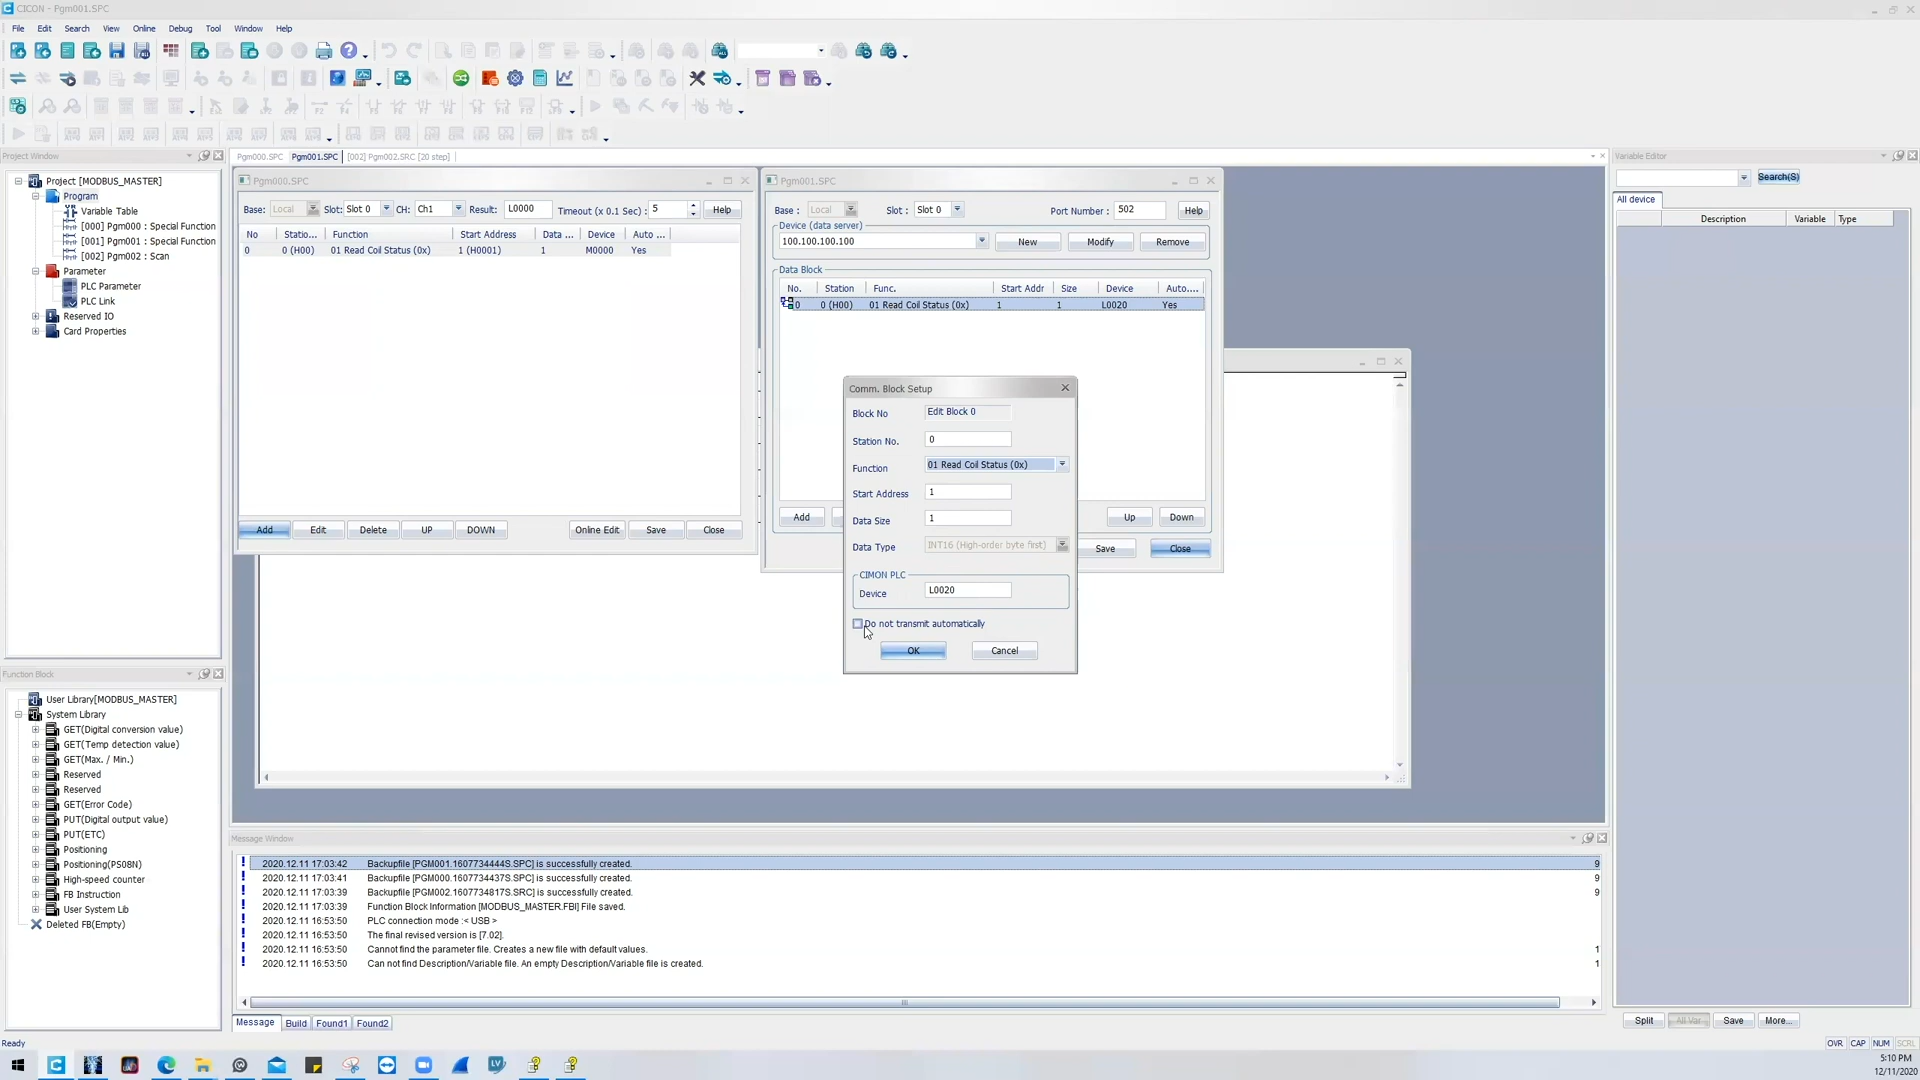 CICON - Pgm001.SPC
File Edit Search View Online Debug Tool Window Help
Project Window
Pgm000.SPC Pgm001.SPC [002] Pgm002.SRC [20 step]
Variable Editor
Project [MODBUS_MASTER]
Program
Variable Table
[000] Pgm000 : Special Function
[001] Pgm001 : Special Function
[002] Pgm002 : Scan
Parameter
PLC Parameter
PLC Link
Reserved IO
Card Properties
Pgm000.SPC
Base: Local Slot: Slot 0 CH: Ch1 Result: L0000 Timeout (x 0.1 Sec) : 5 Help
No Statio... Function Start Address Data ... Device Auto ...
0 0 (H00) 01 Read Coil Status (0x) 1 (H0001) 1 M0000 Yes
Add Edit Delete UP DOWN Online Edit Save Close
Pgm001.SPC
Base : Local Slot : Slot 0 Port Number : 502 Help
Device (data server)
100.100.100.100 New Modify Remove
Data Block
No. Station Func. Start Addr Size Device Auto....
0 0 (H00) 01 Read Coil Status (0x) 1 1 L0020 Yes
Add Up Down
Save Close
Comm. Block Setup
Block No Edit Block 0
Station No. 0
Function 01 Read Coil Status (0x)
Start Address 1
Data Size 1
Data Type INT16 (High-order byte first)
CIMON PLC
Device L0020
Do not transmit automatically
OK Cancel
Search(S)
All device
Description Variable Type
Function Block
User Library[MODBUS_MASTER]
System Library
GET(Digital conversion value)
GET(Temp detection value)
GET(Max. / Min.)
Reserved
Reserved
GET(Error Code)
PUT(Digital output value)
PUT(ETC)
Positioning
Positioning(PS08N)
High-speed counter
FB Instruction
User System Lib
Deleted FB(Empty)
Message Window
2020.12.11 17:03:42 Backupfile [PGM001.1607734444S.SPC] is successfully created. 9
2020.12.11 17:03:41 Backupfile [PGM000.1607734437S.SPC] is successfully created. 9
2020.12.11 17:03:39 Backupfile [PGM002.1607734817S.SRC] is successfully created. 9
2020.12.11 17:03:39 Function Block Information [MODBUS_MASTER.FBI] File saved.
2020.12.11 16:53:50 PLC connection mode :< USB >
2020.12.11 16:53:50 The final revised version is [7.02].
2020.12.11 16:53:50 Cannot find the parameter file. Creates a new file with default values. 1
2020.12.11 16:53:50 Can not find Description/Variable file. An empty Description/Variable file is created. 1
Message Build Found1 Found2
Split All Var Save More...
Ready
OVR CAP NUM SCRL
5:10 PM
12/11/2020